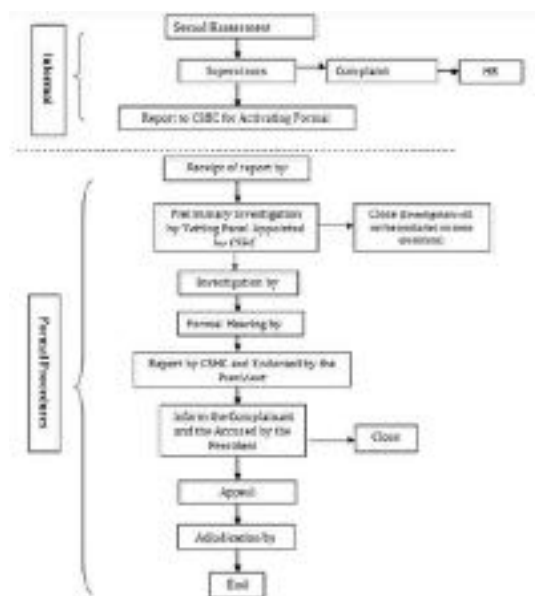 Informal
Sexual Harassment
Supervisors
Complaint
HR
Report to CSHC for Activating Formal
Formal Procedures
Receipt of report by
Preliminary Investigation
by Vetting Panel Appointed
by CSHC
Close
Investigation by
Formal Hearing by
Report by CSHC and Endorsed by the
President
Inform the Complainant
and the Accused by the
President
Close
Appeal
Adjudication by
End